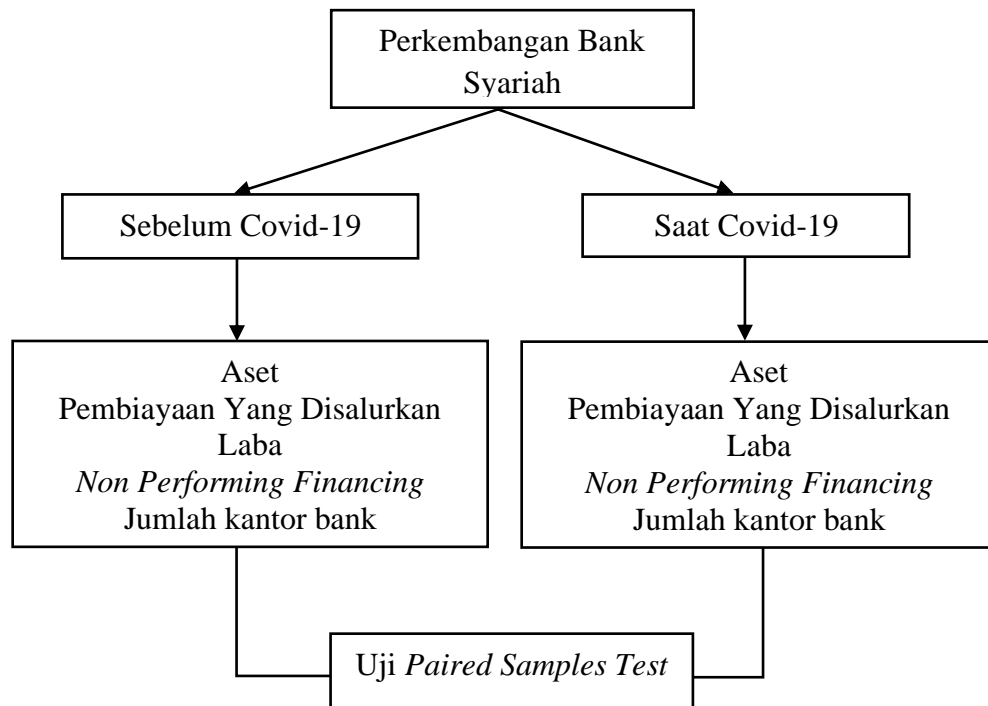 Perkembangan Bank
Syariah
Sebelum Covid-19
Saat Covid-19
Aset
Pembiayaan Yang Disalurkan
Laba
Non Performing Financing
Jumlah kantor bank
Aset
Pembiayaan Yang Disalurkan
Laba
Non Performing Financing
Jumlah kantor bank
Uji Paired Samples Test